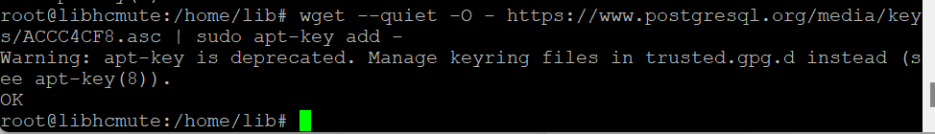 root@libhcmute:/home/lib# wget --quiet -O - https://www.postgresql.org/media/key
s/ACCC4CF8.asc | sudo apt-key add -
Warning: apt-key is deprecated. Manage keyring files in trusted.gpg.d instead (s
ee apt-key(8)).
OK
root@libhcmute:/home/lib#